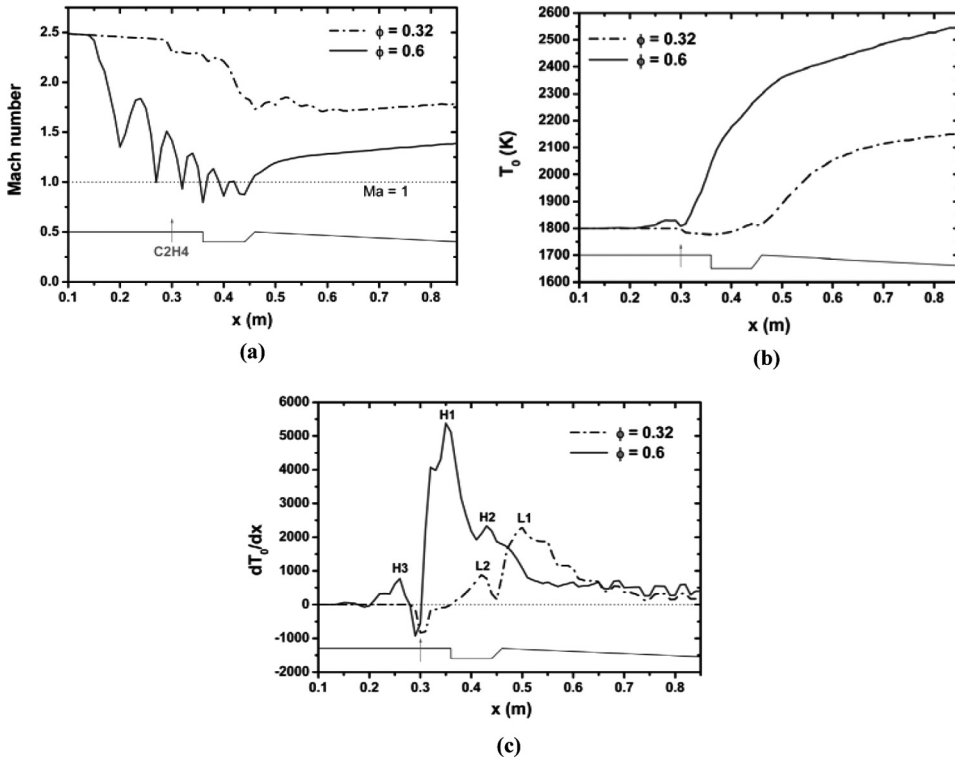 Mach number
2.5
2.0
1.5
1.0
0.5
0.0
ϕ = 0.32
ϕ = 0.6
Ma = 1
C2H4
0.1 0.2 0.3 0.4 0.5 0.6 0.7 0.8
x (m)
(a)
T₀ (K)
2600
2500
2400
2300
2200
2100
2000
1900
1800
1700
1600
ϕ = 0.32
ϕ = 0.6
0.1 0.2 0.3 0.4 0.5 0.6 0.7 0.8
x (m)
(b)
dT₀/dx
6000
5000
4000
3000
2000
1000
0
-1000
-2000
H1
ϕ = 0.32
ϕ = 0.6
H2
L1
H3
L2
0.1 0.2 0.3 0.4 0.5 0.6 0.7 0.8
x (m)
(c)